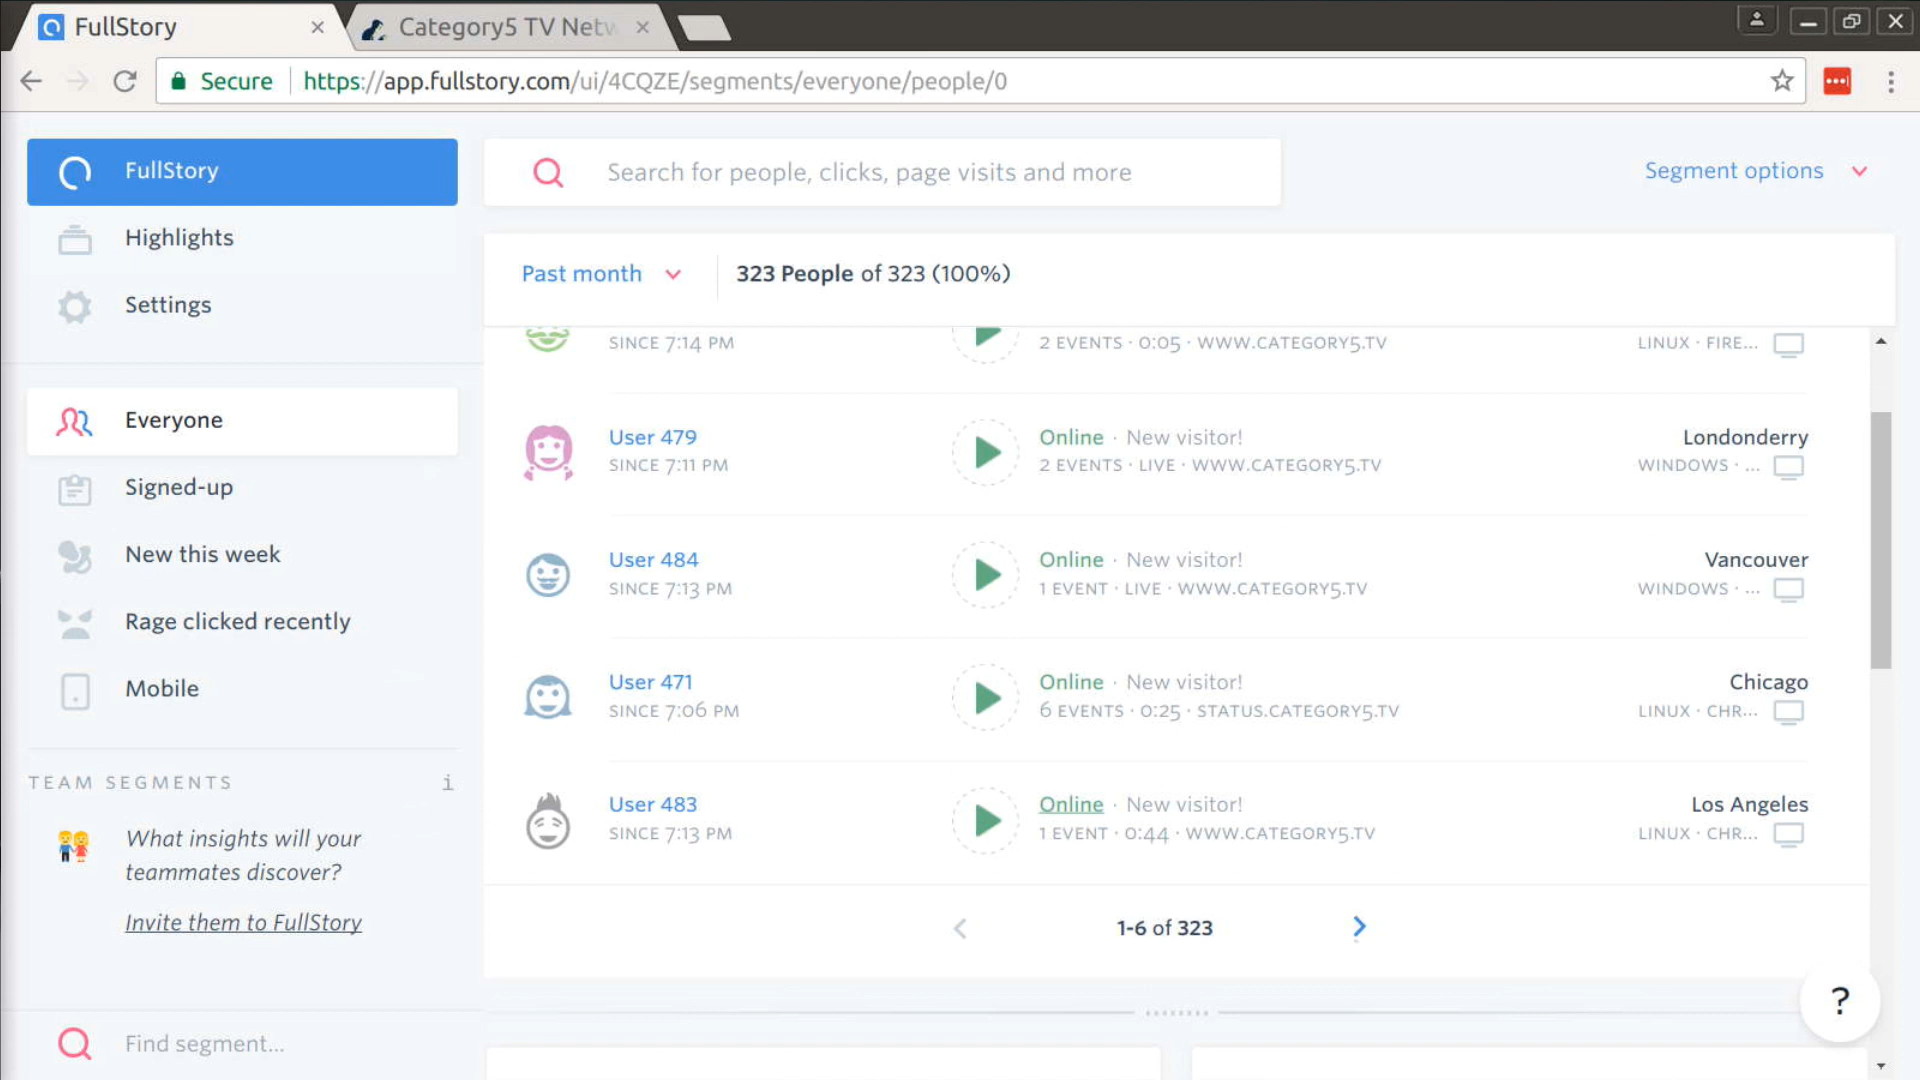 FullStory
Category5 TV Netw
Secure
https://app.fullstory.com/ui/4CQZE/segments/everyone/people/0
FullStory
Search for people, clicks, page visits and more
Segment options
Highlights
Settings
Past month
323 People of 323 (100%)
SINCE 7:14 PM
2 EVENTS · 0:05 · WWW.CATEGORY5.TV
LINUX · FIRE...
Everyone
Signed-up
New this week
Rage clicked recently
Mobile
User 479
Online · New visitor!
Londonderry
SINCE 7:11 PM
2 EVENTS · LIVE · WWW.CATEGORY5.TV
WINDOWS · ...
User 484
Online · New visitor!
Vancouver
SINCE 7:13 PM
1 EVENT · LIVE · WWW.CATEGORY5.TV
WINDOWS · ...
User 471
Online · New visitor!
Chicago
SINCE 7:06 PM
6 EVENTS · 0:25 · STATUS.CATEGORY5.TV
LINUX · CHR...
User 483
Online · New visitor!
Los Angeles
SINCE 7:13 PM
1 EVENT · 0:44 · WWW.CATEGORY5.TV
LINUX · CHR...
TEAM SEGMENTS
i
What insights will your
teammates discover?
Invite them to FullStory
1-6 of 323
?
Find segment...